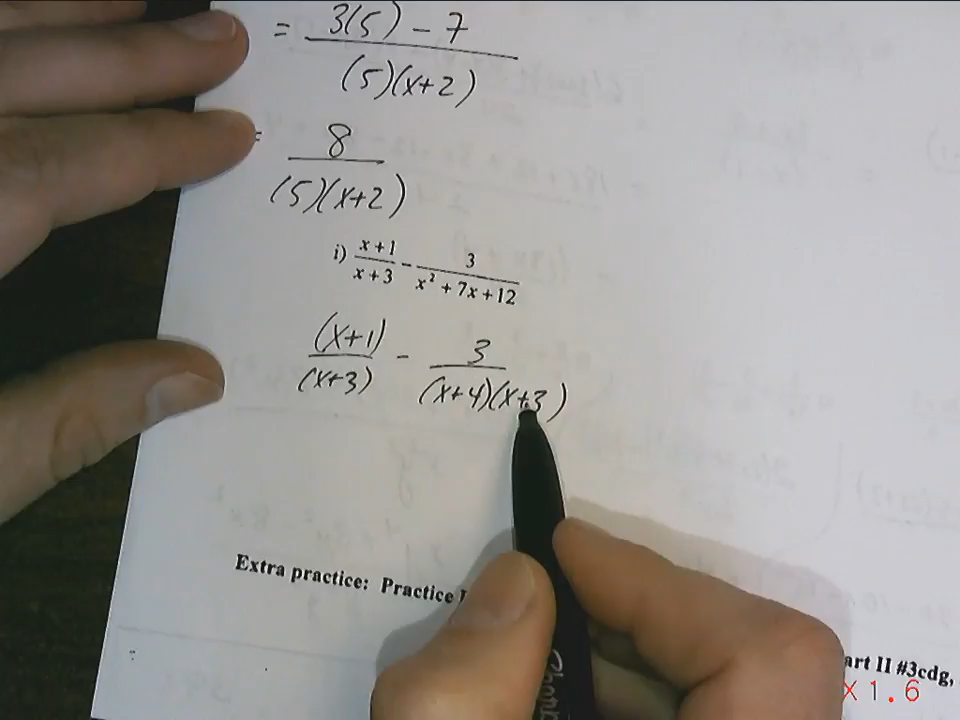 = 3(5) - 7
(5)(x+2)
= 8
(5)(x+2)
i) x+1 / x+3 - 3 / x² + 7x + 12
(x+1) / (x+3) - 3 / (x+4)(x+3)
Extra practice: Practice
art II #3cdg,
X1.6